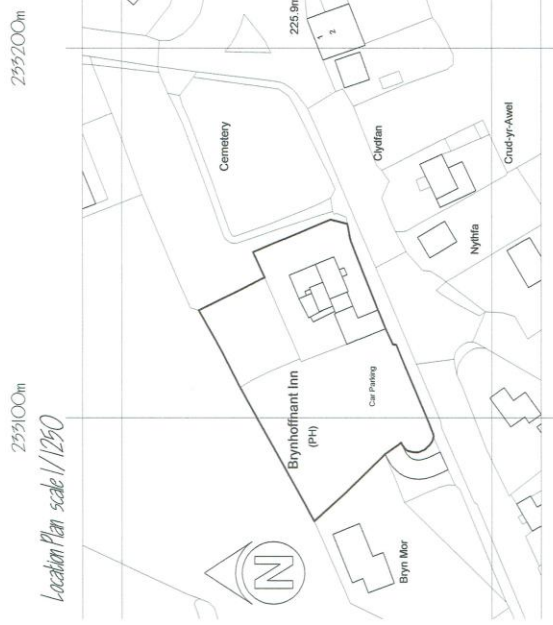 Location Plan scale 1/1250
233100m
233200m
225.9m
1
2
Cemetery
Clydfan
Crud-yr-Awel
Nythfa
Brynhoffnant Inn
(PH)
Car Parking
Bryn Mor
N